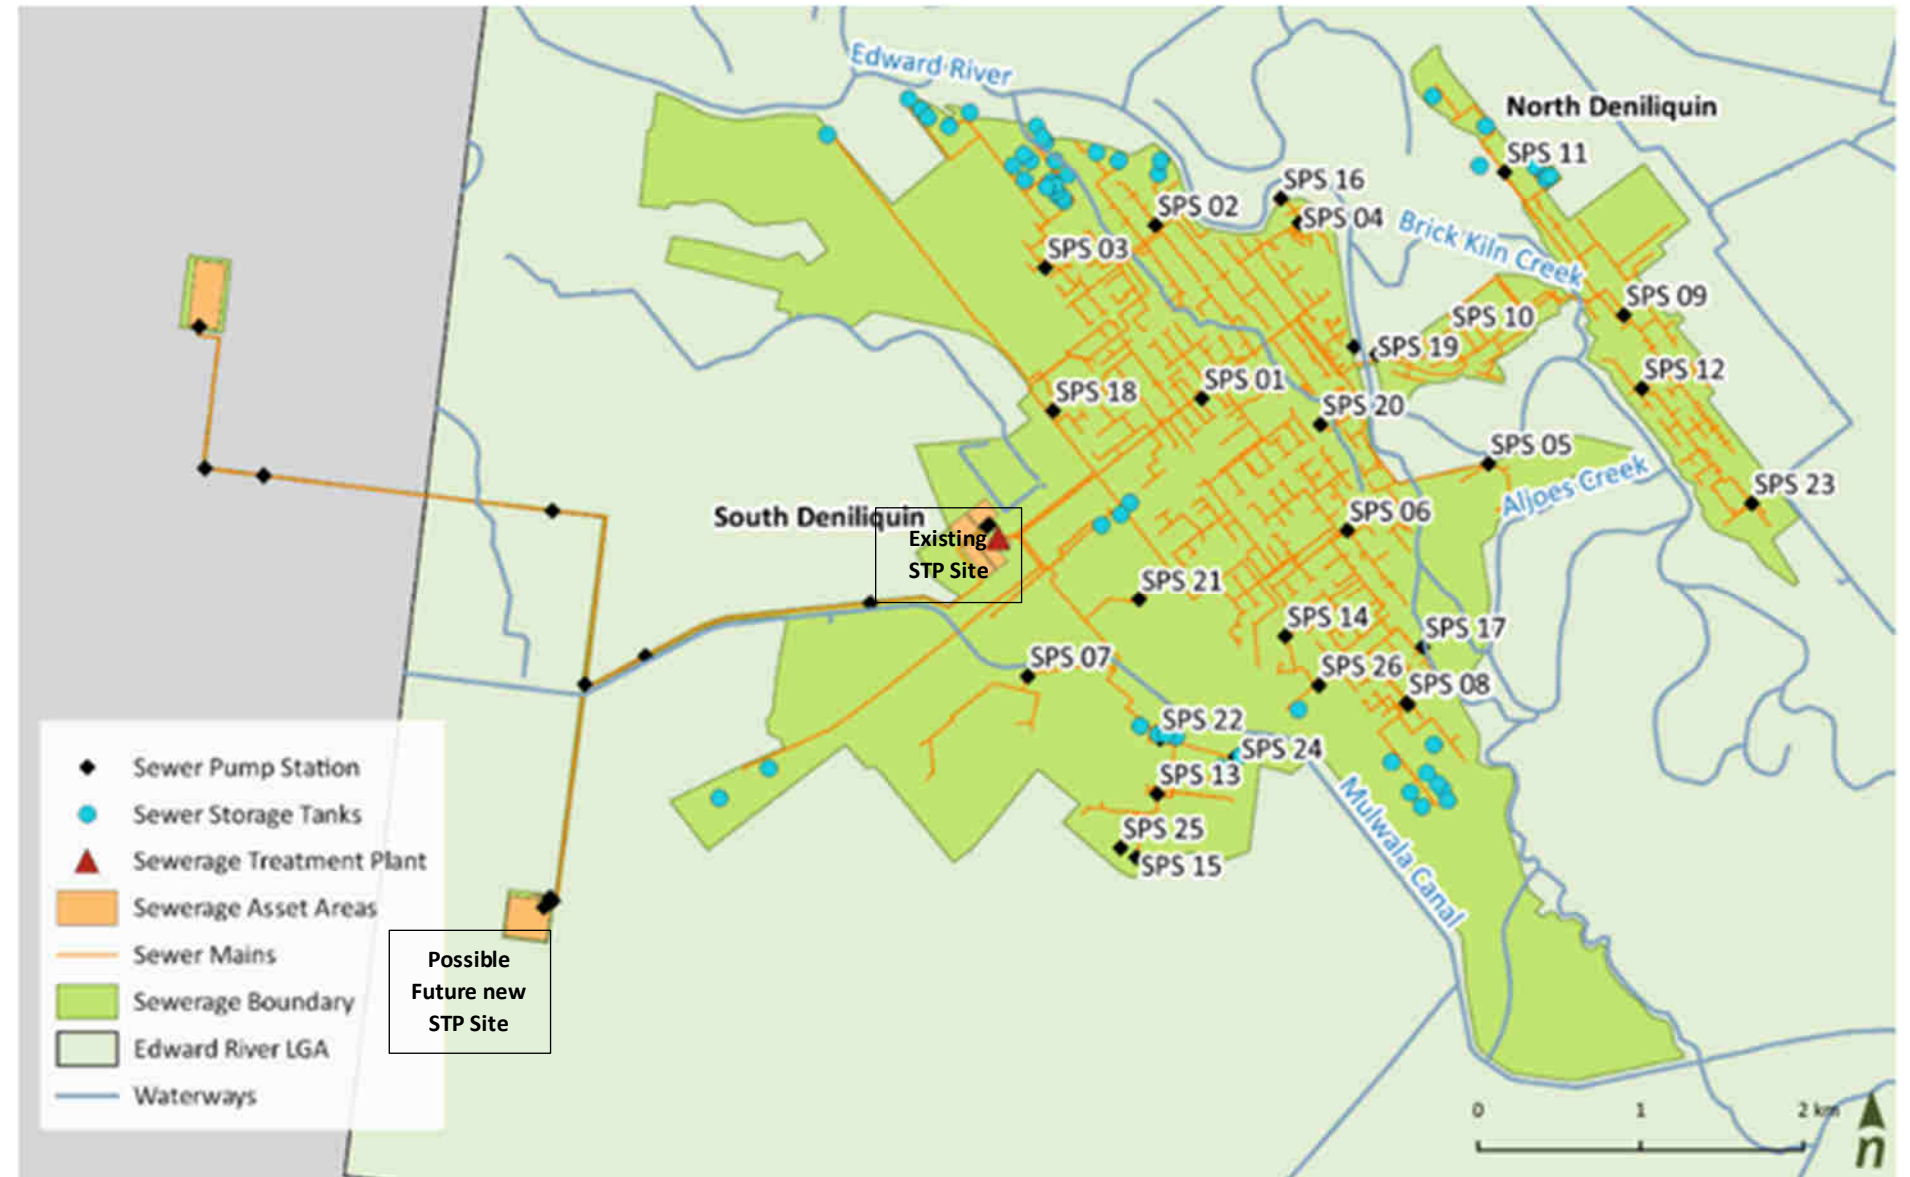 Edward River
North Deniliquin
SPS 11
SPS 16
SPS 02
SPS 04
Brick Kiln Creek
SPS 03
SPS 09
SPS 10
SPS 19
SPS 12
SPS 01
SPS 18
SPS 20
SPS 05
Aljoes Creek
SPS 23
South Deniliquin
SPS 06
Existing
STP Site
SPS 21
SPS 14
SPS 17
SPS 07
SPS 26
SPS 08
SPS 22
SPS 24
SPS 13
Mulwala Canal
SPS 25
SPS 15
Sewer Pump Station
Sewer Storage Tanks
Sewerage Treatment Plant
Sewerage Asset Areas
Sewer Mains
Sewerage Boundary
Edward River LGA
Waterways
Possible
Future new
STP Site
0 1 2 km
n